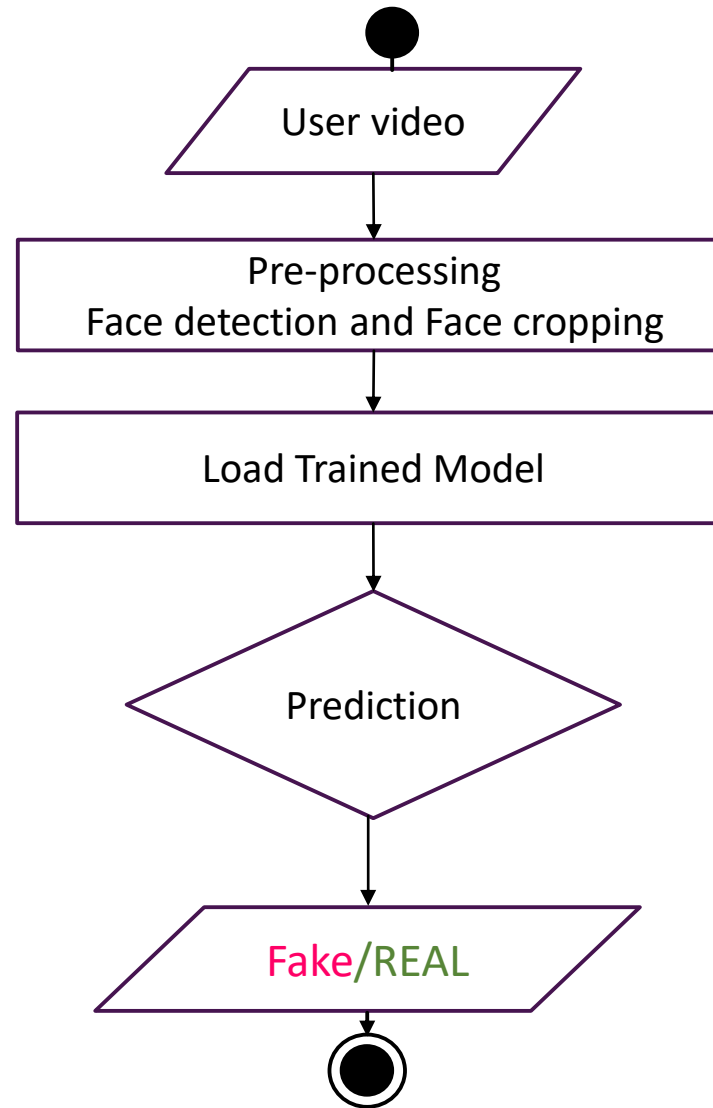 User video
Pre-processing
Face detection and Face cropping
Load Trained Model
Prediction
Fake/REAL